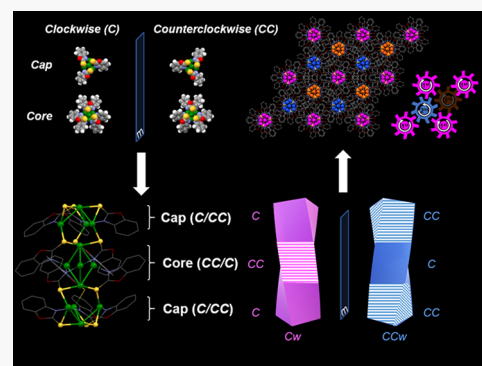 Clockwise (C)
Counterclockwise (CC)
Cap
Core
m
Cap (C/CC)
Core (CC/C)
Cap (C/CC)
C
CC
C
m
CC
C
CC
Cw
CCw